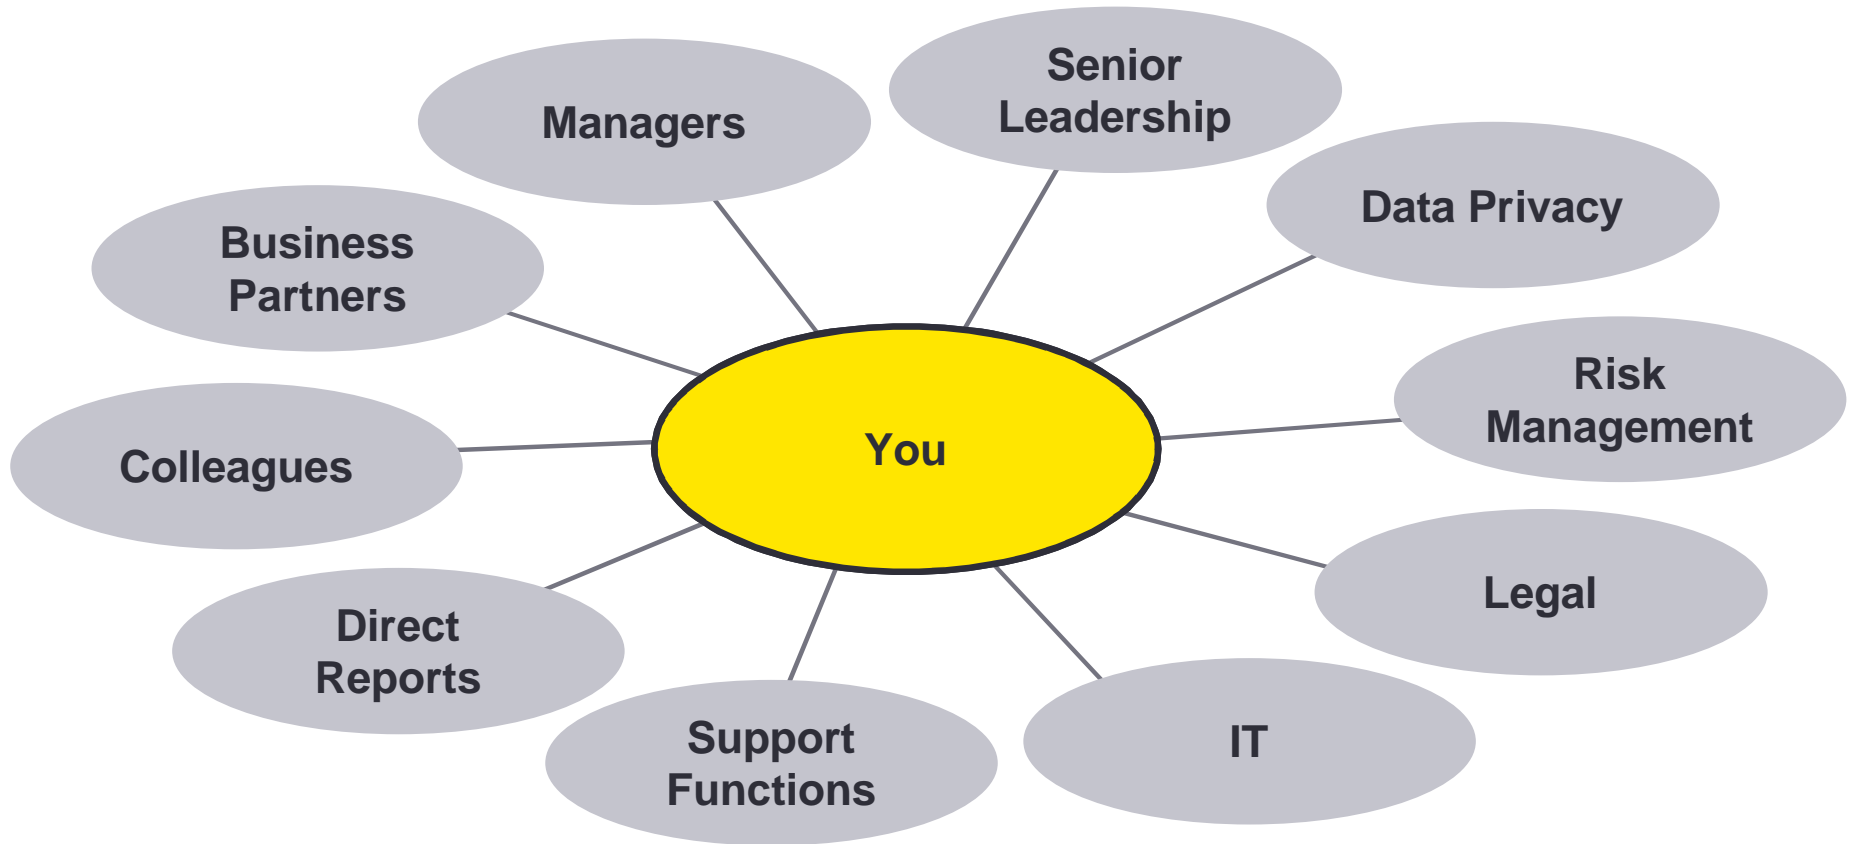 Senior
Leadership
Managers
Data Privacy
Business
Partners
Risk
Management
You
Colleagues
Legal
Direct
Reports
Support
Functions
IT